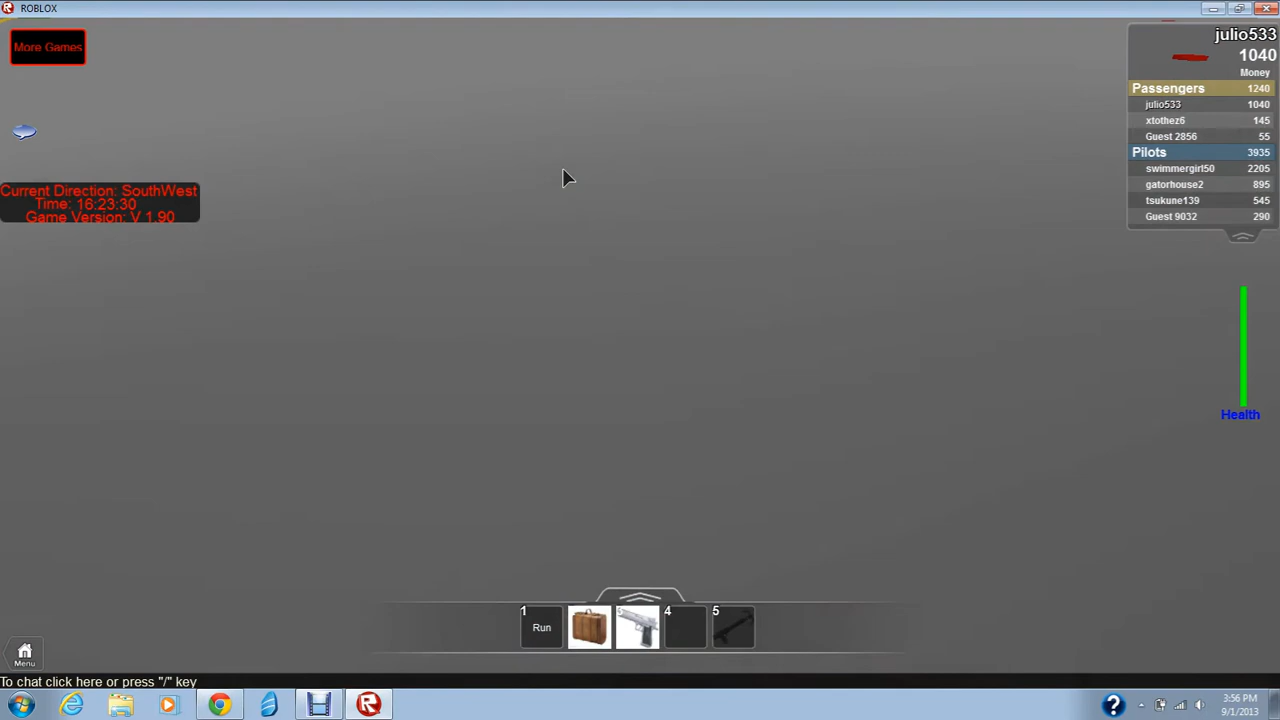 ROBLOX
More Games
julio533
1040
Money
Passengers 1240
julio533 1040
xtothez6 145
Guest 2856 55
Pilots 3935
swimmergirl50 2205
gatorhouse2 895
tsukune139 545
Guest 9032 290
Current Direction: SouthWest
Time: 16:23:30
Game Version: V 1.90
Health
1
Run
4
5
Menu
To chat click here or press "/" key
3:56 PM
9/1/2013